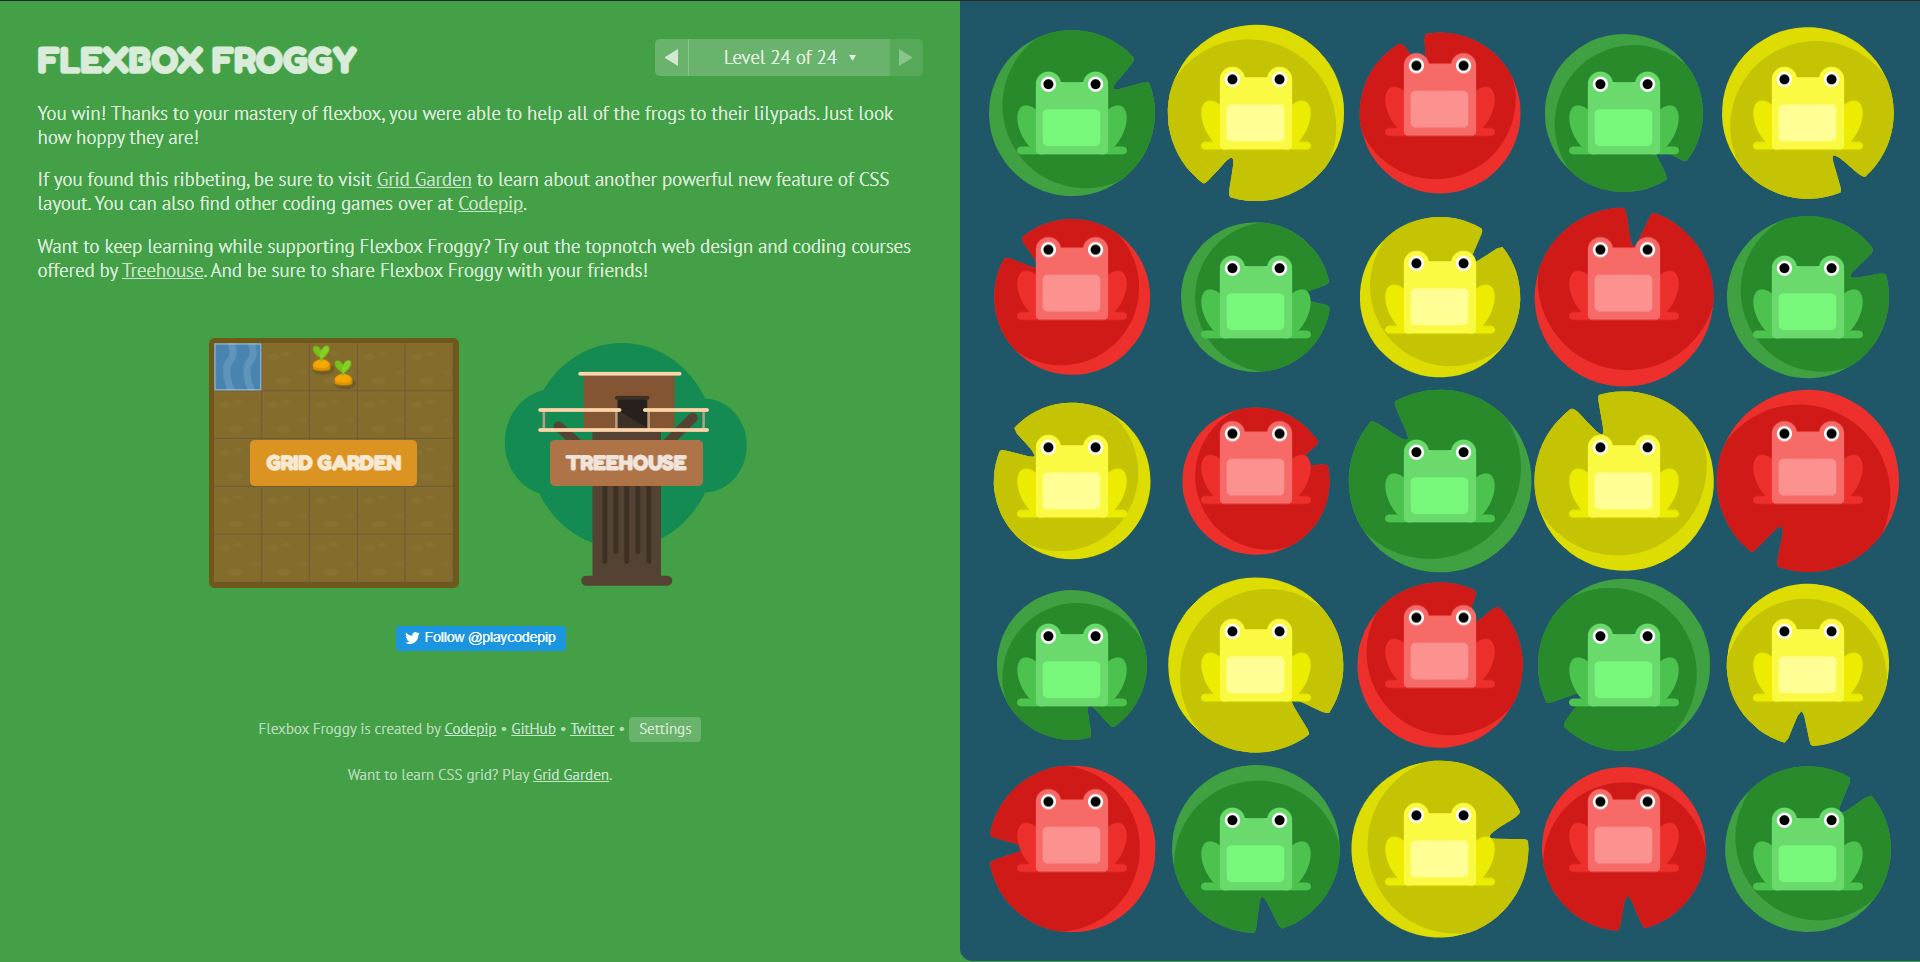 FLEXBOX FROGGY
Level 24 of 24
You win! Thanks to your mastery of flexbox, you were able to help all of the frogs to their lilypads. Just look
how hoppy they are!
If you found this ribbeting, be sure to visit Grid Garden to learn about another powerful new feature of CSS
layout. You can also find other coding games over at Codepip.
Want to keep learning while supporting Flexbox Froggy? Try out the topnotch web design and coding courses
offered by Treehouse. And be sure to share Flexbox Froggy with your friends!
GRID GARDEN
TREEHOUSE
Follow @playcodepip
Flexbox Froggy is created by Codepip • GitHub • Twitter • Settings
Want to learn CSS grid? Play Grid Garden.